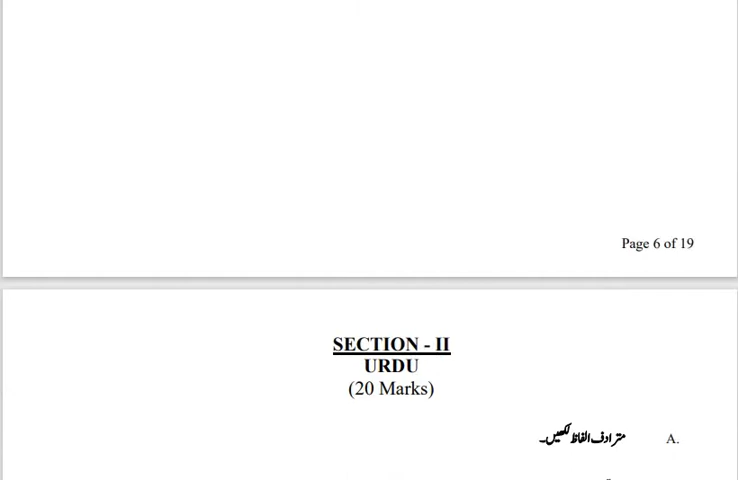 Page 6 of 19
SECTION - II
URDU
(20 Marks)
A. مترادف الفاظ لکھیں۔